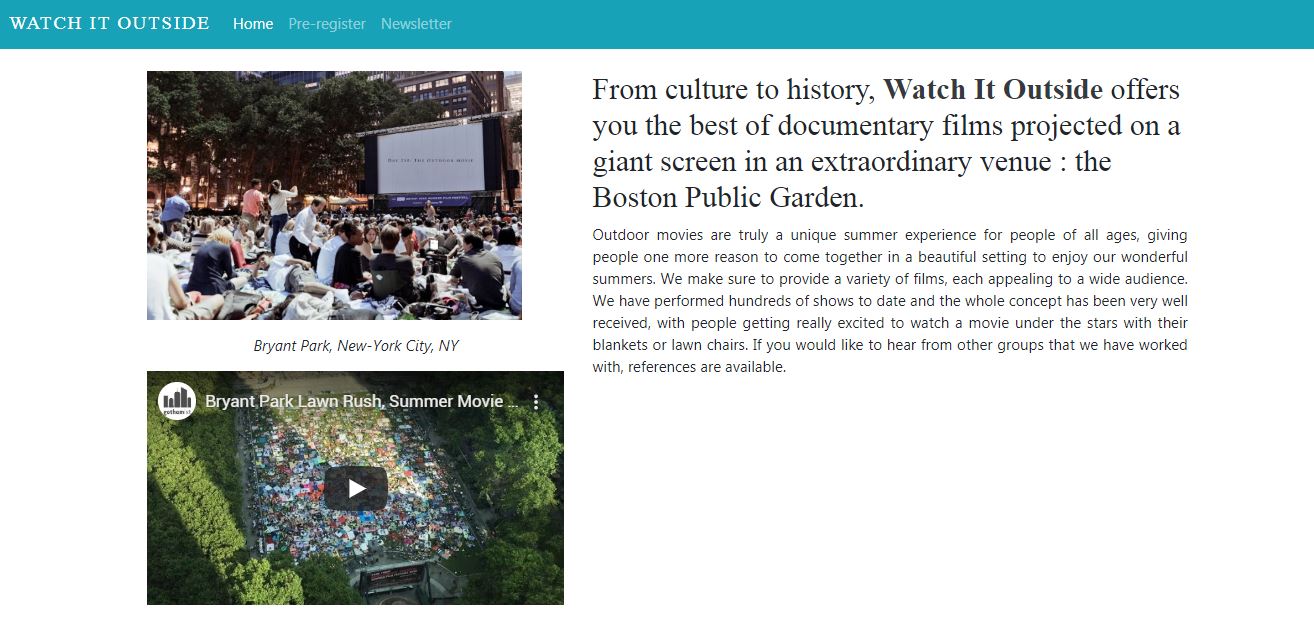 WATCH IT OUTSIDE Home Pre-register Newsletter
From culture to history, Watch It Outside offers
you the best of documentary films projected on a
giant screen in an extraordinary venue : the
Boston Public Garden.
Outdoor movies are truly a unique summer experience for people of all ages, giving
people one more reason to come together in a beautiful setting to enjoy our wonderful
summers. We make sure to provide a variety of films, each appealing to a wide audience.
We have performed hundreds of shows to date and the whole concept has been very well
received, with people getting really excited to watch a movie under the stars with their
blankets or lawn chairs. If you would like to hear from other groups that we have worked
with, references are available.
Bryant Park, New-York City, NY
Bryant Park Lawn Rush, Summer Movie ...